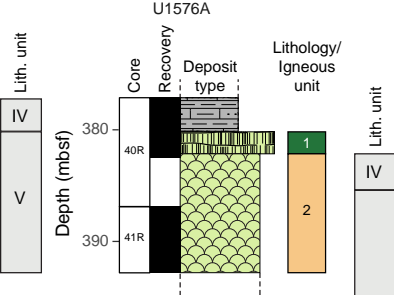 U1576A
Lith. unit
Depth (mbsf)
Core
Recovery
Deposit
type
Lithology/
Igneous
unit
Lith. unit
IV
V
380
390
40R
41R
1
2
IV